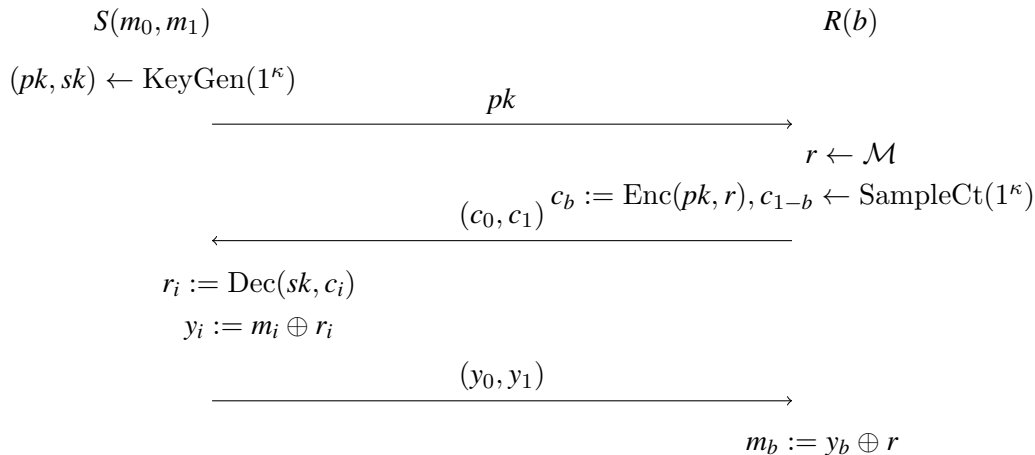 S(m₀, m₁) R(b)
(pk, sk) ← KeyGen(1^κ)
pk
r ← ℳ
c_b := Enc(pk, r), c_{1−b} ← SampleCt(1^κ)
(c₀, c₁)
r_i := Dec(sk, c_i)
y_i := m_i ⊕ r_i
(y₀, y₁)
m_b := y_b ⊕ r